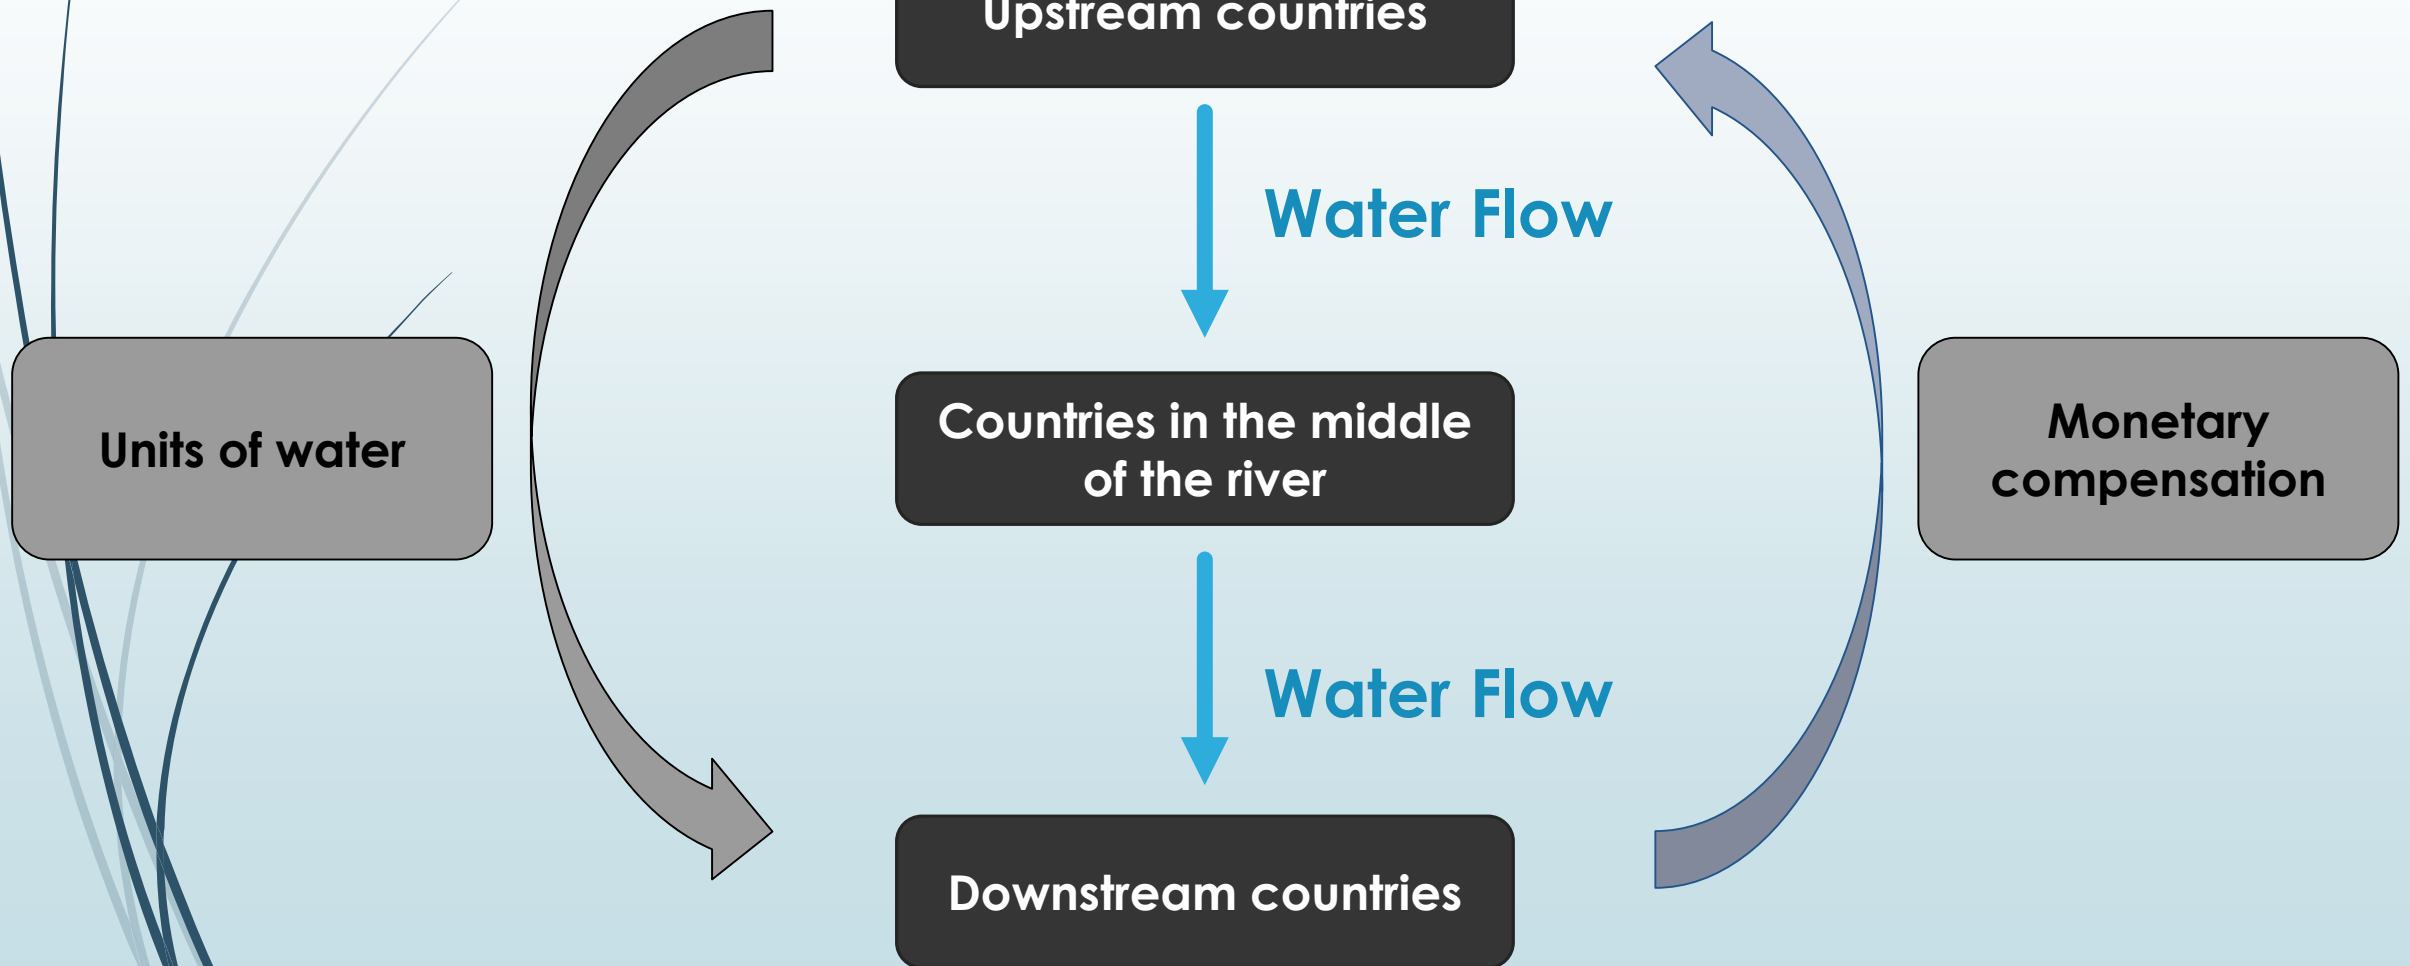 Upstream countries
Water Flow
Units of water
Countries in the middle
of the river
Monetary
compensation
Water Flow
Downstream countries